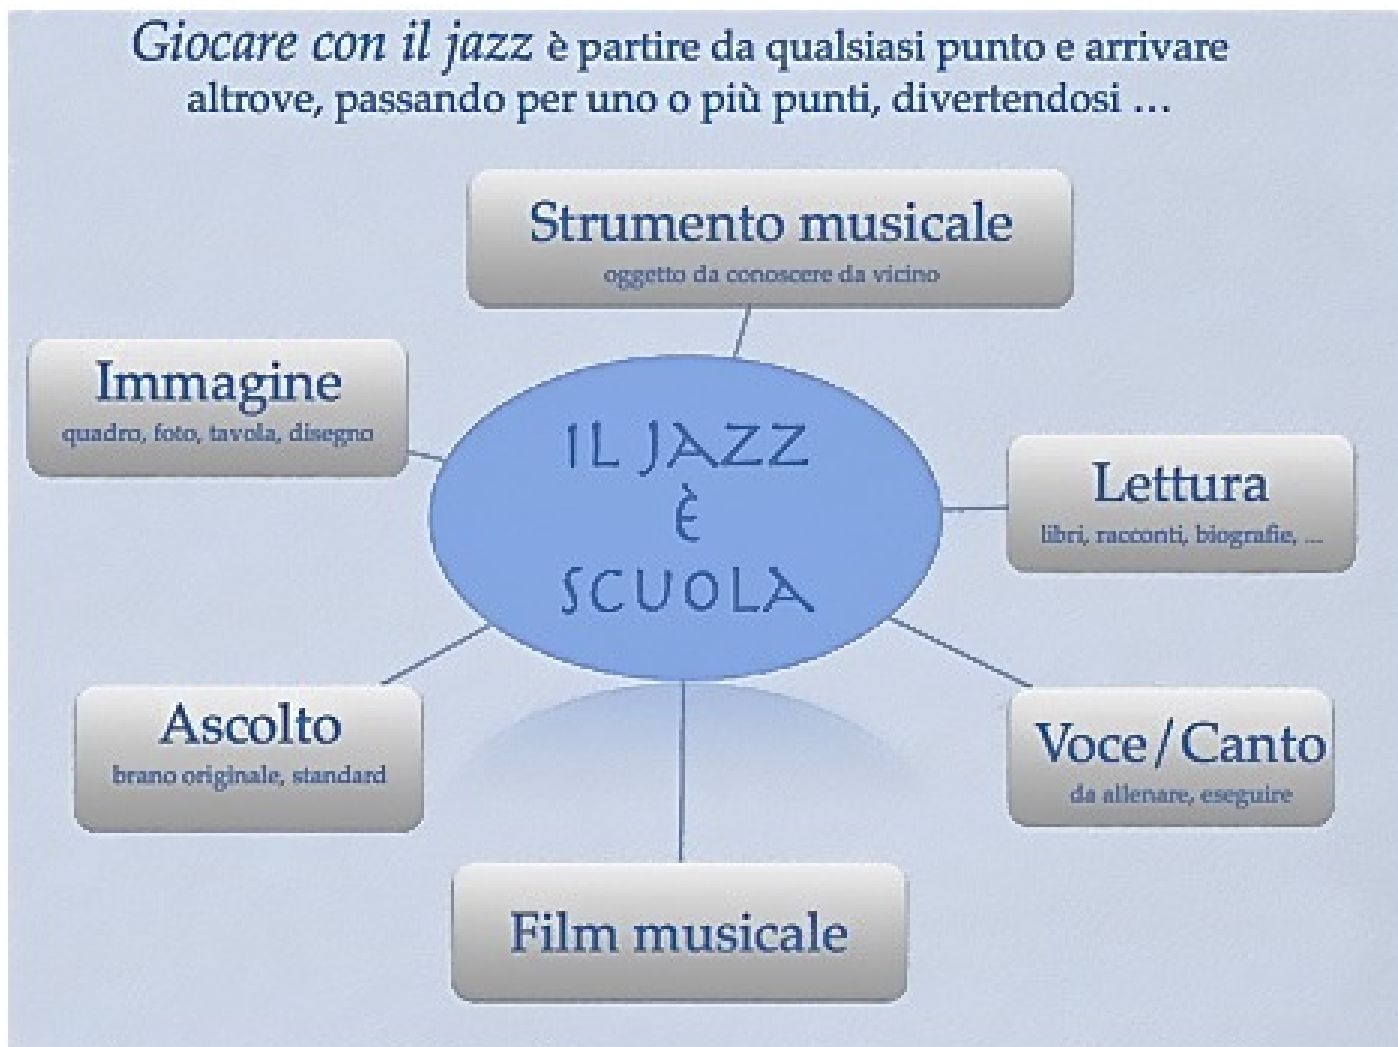 Giocare con il jazz è partire da qualsiasi punto e arrivare
altrove, passando per uno o più punti, divertendosi ...
Strumento musicale
oggetto da conoscere da vicino
Immagine
quadro, foto, tavola, disegno
IL JAZZ
È
SCUOLA
Lettura
libri, racconti, biografie, ...
Ascolto
brano originale, standard
Voce/Canto
da allenare, eseguire
Film musicale